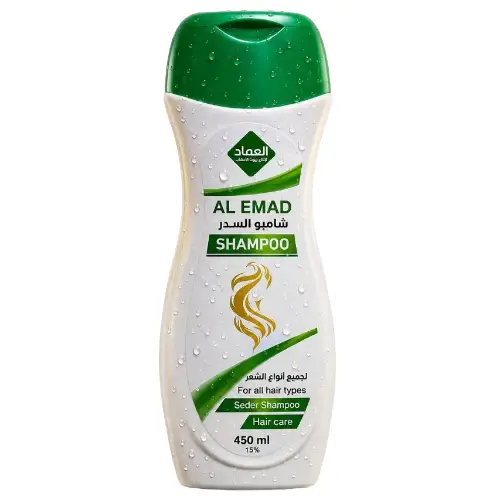 العماد
AL EMAD
شامبو السدر
SHAMPOO
لجميع أنواع الشعر
For all hair types
Seder Shampoo
Hair care
450 ml
15%